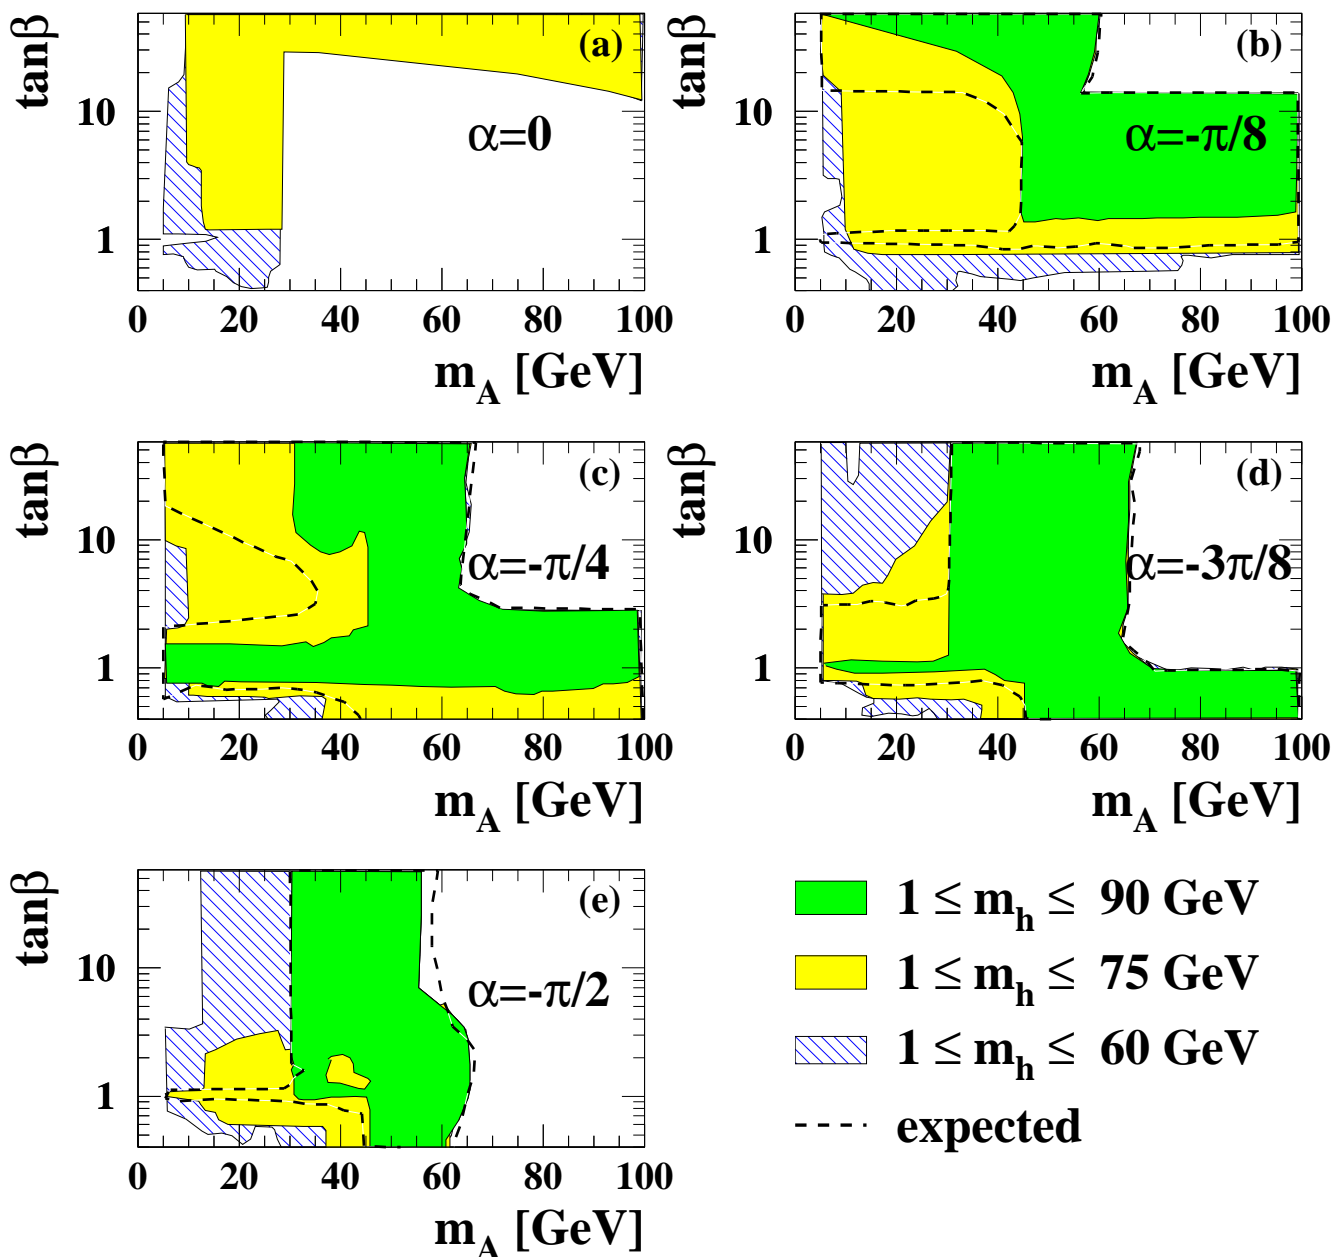 tanβ
10
1
(a)
α=0
0 20 40 60 80 100
m_A [GeV]
tanβ
10
1
(b)
α=-π/8
0 20 40 60 80 100
m_A [GeV]
tanβ
10
1
(c)
α=-π/4
0 20 40 60 80 100
m_A [GeV]
tanβ
10
1
(d)
α=-3π/8
0 20 40 60 80 100
m_A [GeV]
tanβ
10
1
(e)
α=-π/2
0 20 40 60 80 100
m_A [GeV]
1 ≤ m_h ≤ 90 GeV
1 ≤ m_h ≤ 75 GeV
1 ≤ m_h ≤ 60 GeV
expected